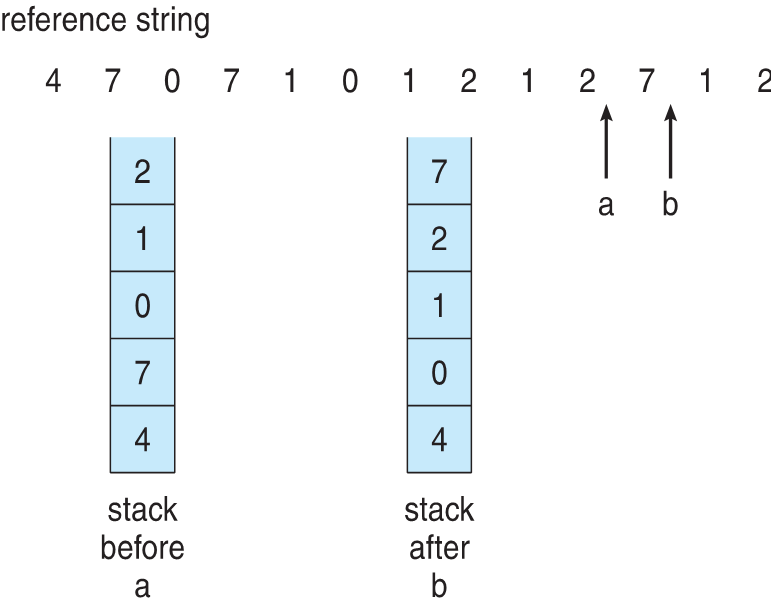 reference string
4 7 0 7 1 0 1 2 1 2 7 1 2
a b
2
1
0
7
4
stack
before
a
7
2
1
0
4
stack
after
b